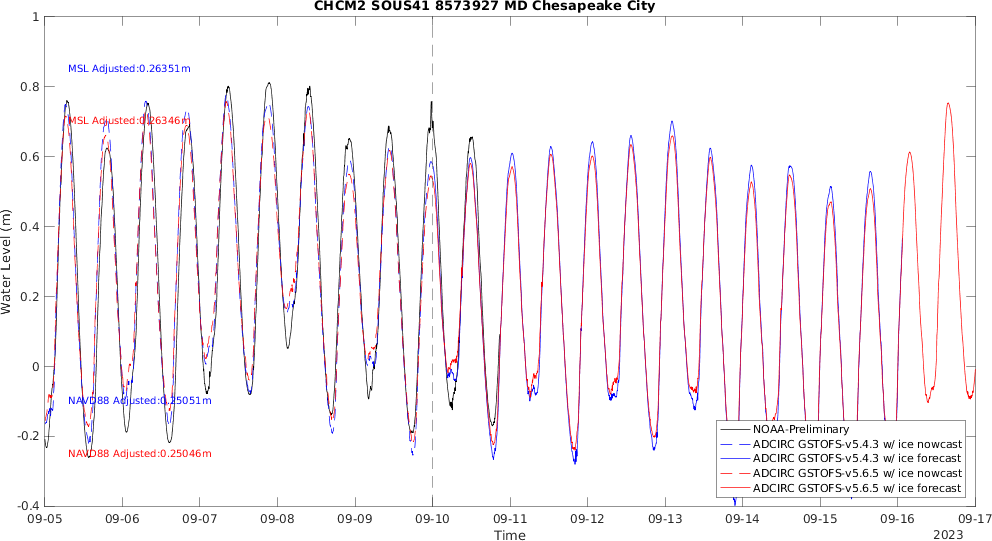 CHCM2 SOUS41 8573927 MD Chesapeake City
1
0.8
0.6
0.4
0.2
0
-0.2
-0.4
Water Level (m)
MSL Adjusted:0.26351m
MSL Adjusted:0.26346m
NAVD88 Adjusted:0.25051m
NAVD88 Adjusted:0.25046m
NOAA-Preliminary
ADCIRC GSTOFS-v5.4.3 w/ ice nowcast
ADCIRC GSTOFS-v5.4.3 w/ ice forecast
ADCIRC GSTOFS-v5.6.5 w/ ice nowcast
ADCIRC GSTOFS-v5.6.5 w/ ice forecast
09-05 09-06 09-07 09-08 09-09 09-10 09-11 09-12 09-13 09-14 09-15 09-16 09-17
Time
2023